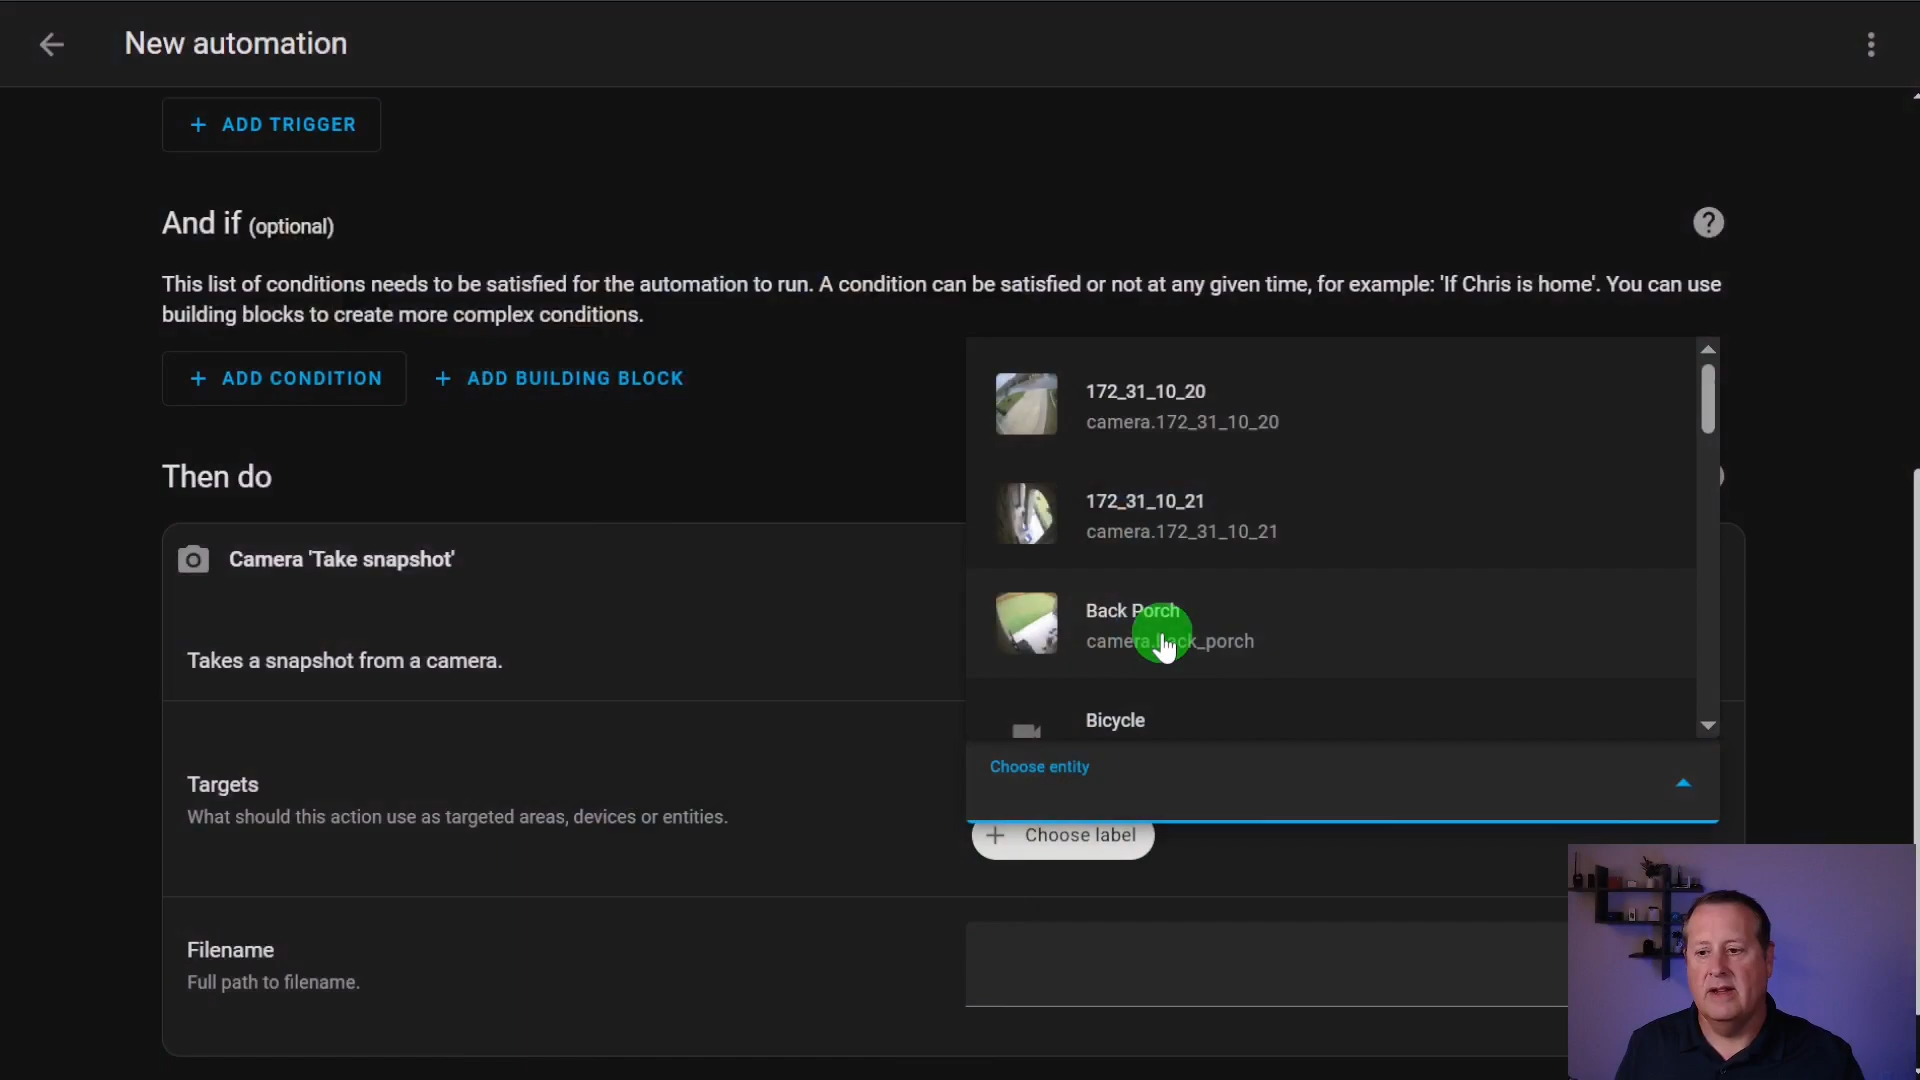 New automation
+ ADD TRIGGER
And if (optional)
?
This list of conditions needs to be satisfied for the automation to run. A condition can be satisfied or not at any given time, for example: 'If Chris is home'. You can use
building blocks to create more complex conditions.
+ ADD CONDITION + ADD BUILDING BLOCK
Then do
172_31_10_20
camera.172_31_10_20
172_31_10_21
camera.172_31_10_21
Back Porch
camera.back_porch
Bicycle
Choose entity
+ Choose label
Camera 'Take snapshot'
Takes a snapshot from a camera.
Targets
What should this action use as targeted areas, devices or entities.
Filename
Full path to filename.